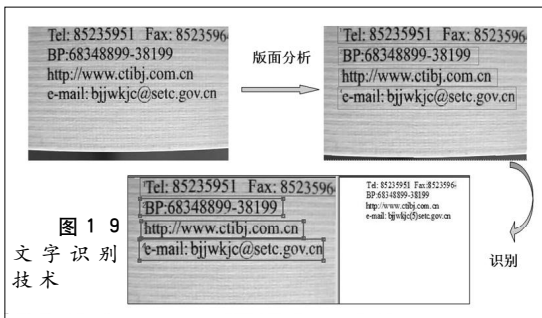 Tel: 85235951  Fax: 8523596
BP:68348899-38199
http://www.ctibj.com.cn
e-mail: bjjwkjc@setc.gov.cn
版面分析
Tel: 85235951  Fax: 8523596
BP:68348899-38199
http://www.ctibj.com.cn
e-mail: bjjwkjc@setc.gov.cn
Tel: 85235951  Fax: 8523596
BP:68348899-38199
http://www.ctibj.com.cn
e-mail: bjjwkjc@setc.gov.cn
Tel: 85235951  Fax:8523596-
BP:68348899-38199
http://www.ctibj.com.cn
e-mail: bjjwkjc(5)setc.gov.cn
识别
图 1 9
文 字 识 别
技 术